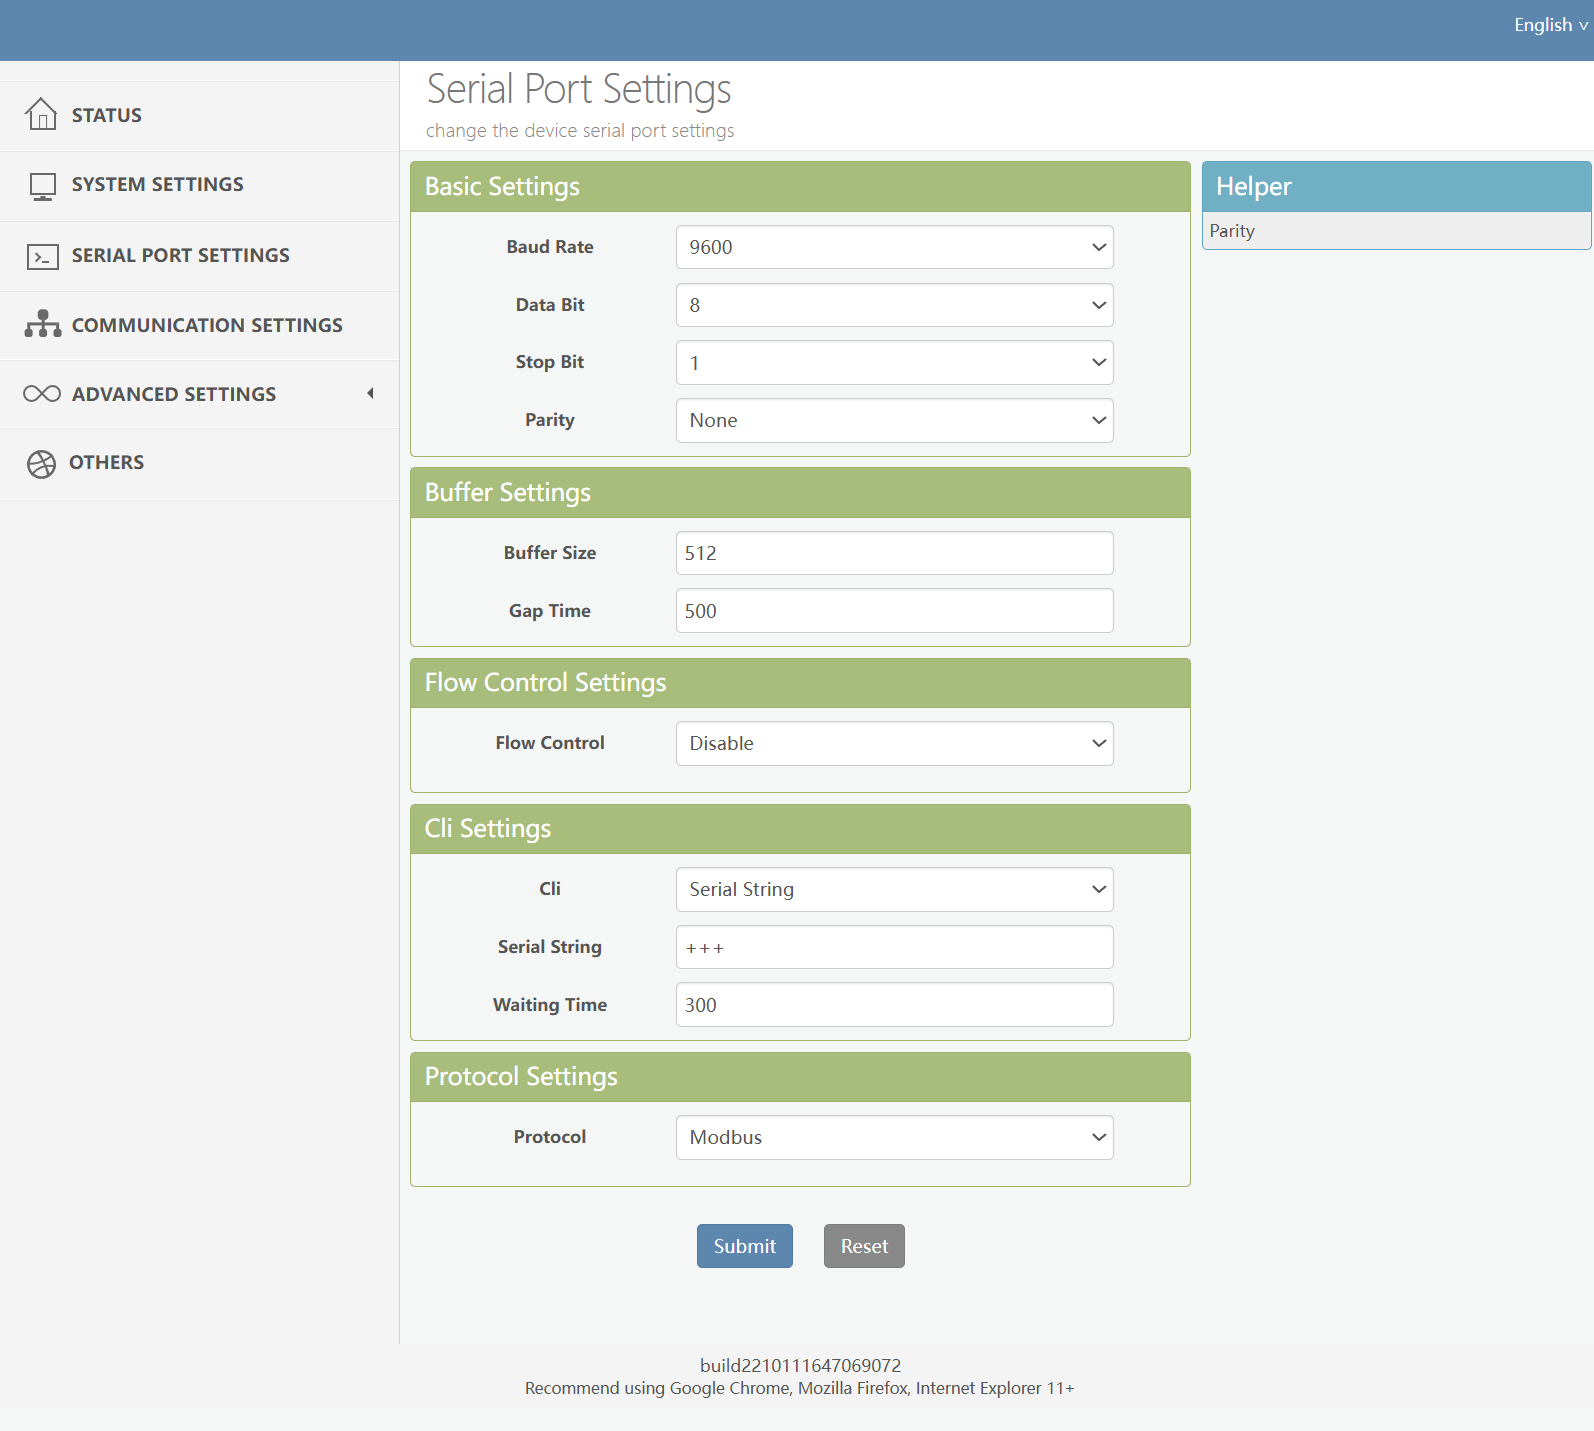 English ∨
STATUS
SYSTEM SETTINGS
SERIAL PORT SETTINGS
COMMUNICATION SETTINGS
ADVANCED SETTINGS
OTHERS
Serial Port Settings
change the device serial port settings
Basic Settings
Baud Rate 9600
Data Bit 8
Stop Bit 1
Parity None
Buffer Settings
Buffer Size 512
Gap Time 500
Flow Control Settings
Flow Control Disable
Cli Settings
Cli Serial String
Serial String +++
Waiting Time 300
Protocol Settings
Protocol Modbus
Submit Reset
Helper
Parity
build2210111647069072
Recommend using Google Chrome, Mozilla Firefox, Internet Explorer 11+